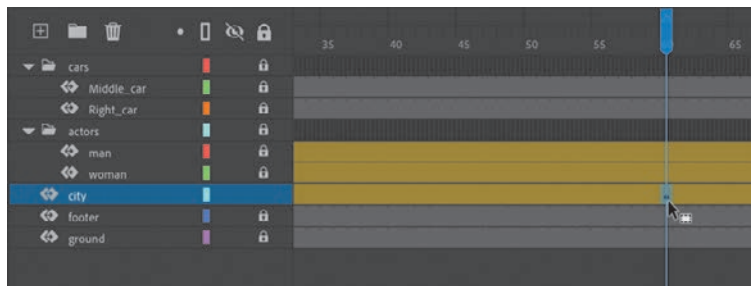 35 40 45 50 55 65
cars
Middle_car
Right_car
actors
man
woman
city
footer
ground